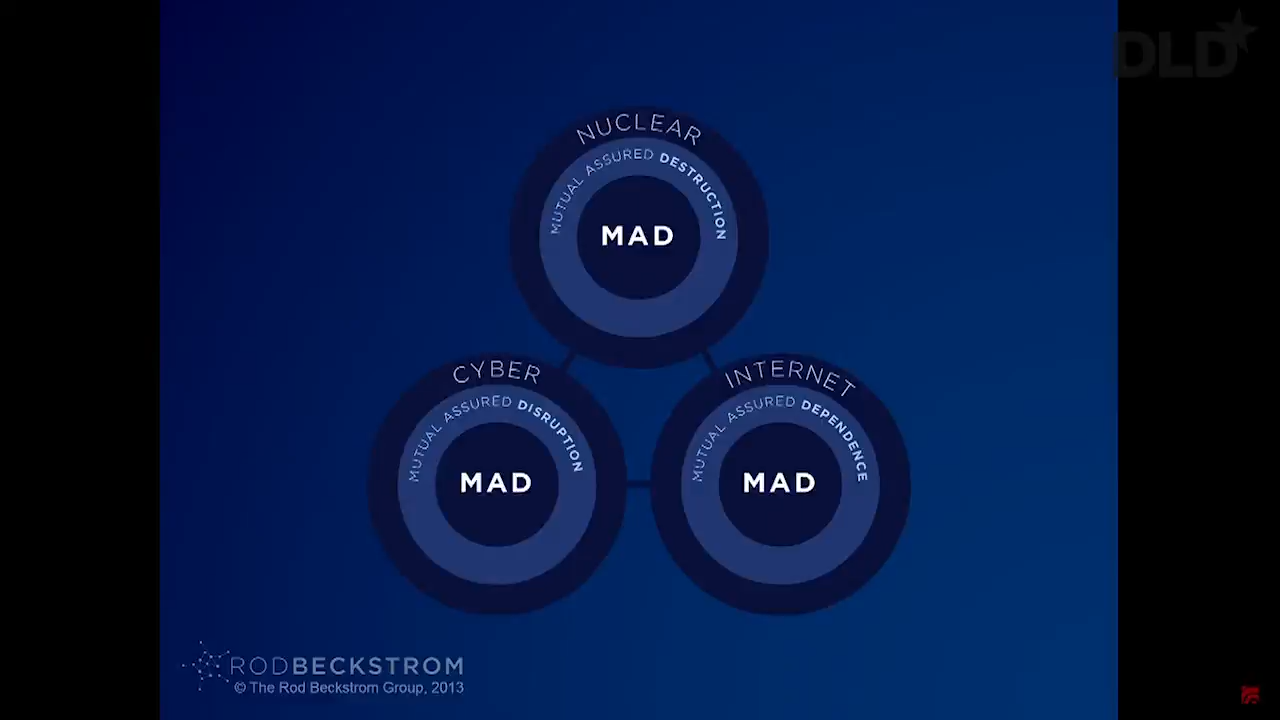 DLD
NUCLEAR
MUTUAL ASSURED DESTRUCTION
MAD
CYBER
MUTUAL ASSURED DISRUPTION
MAD
INTERNET
MUTUAL ASSURED DEPENDENCE
MAD
RODBECKSTROM
© The Rod Beckstrom Group, 2013